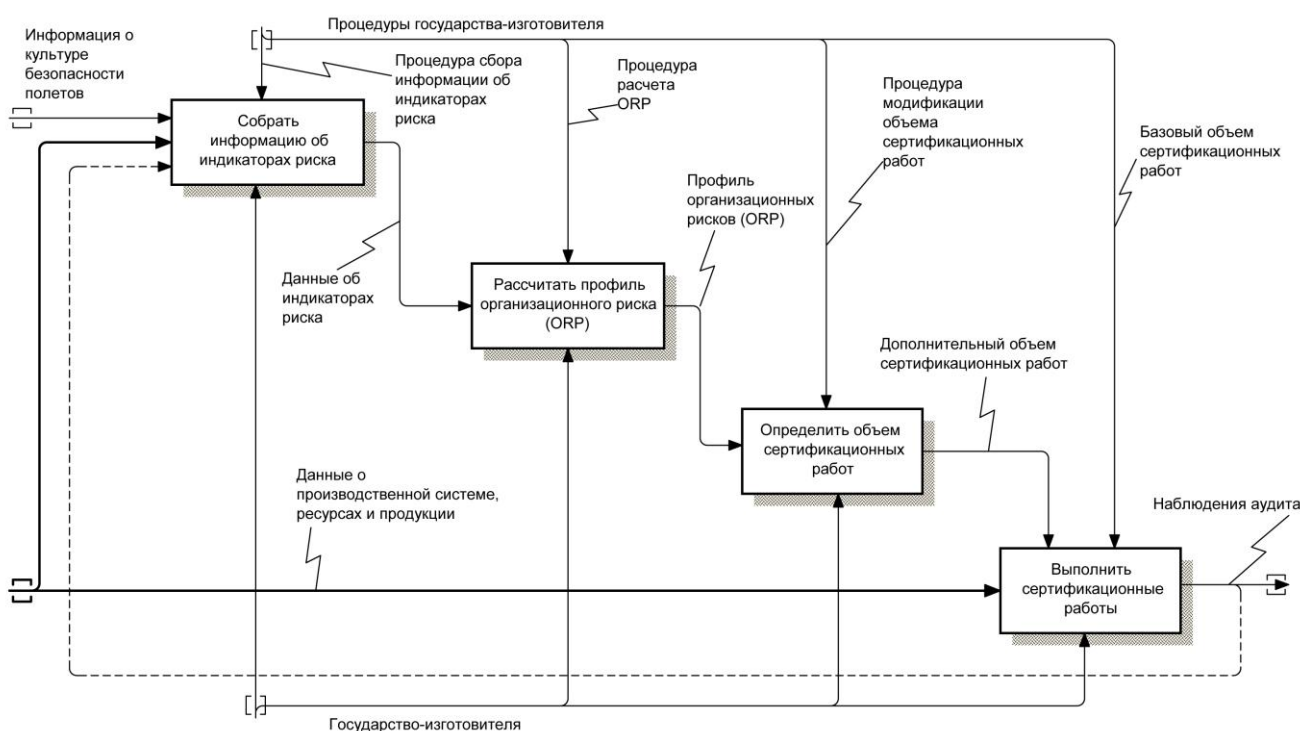 Процедуры государства-изготовителя
Информация о
культуре
безопасности
полетов
Процедура сбора
информации об
индикаторах
риска
Процедура
расчета
ORP
Процедура
модификации
объема
сертификационных
работ
Базовый объем
сертификационных
работ
Собрать
информацию об
индикаторах риска
Профиль
организационных
рисков (ORP)
Данные об
индикаторах
риска
Рассчитать профиль
организационного риска
(ORP)
Дополнительный объем
сертификационных работ
Определить объем
сертификационных
работ
Данные о
производственной системе,
ресурсах и продукции
Наблюдения аудита
Выполнить
сертификационные
работы
Государство-изготовителя